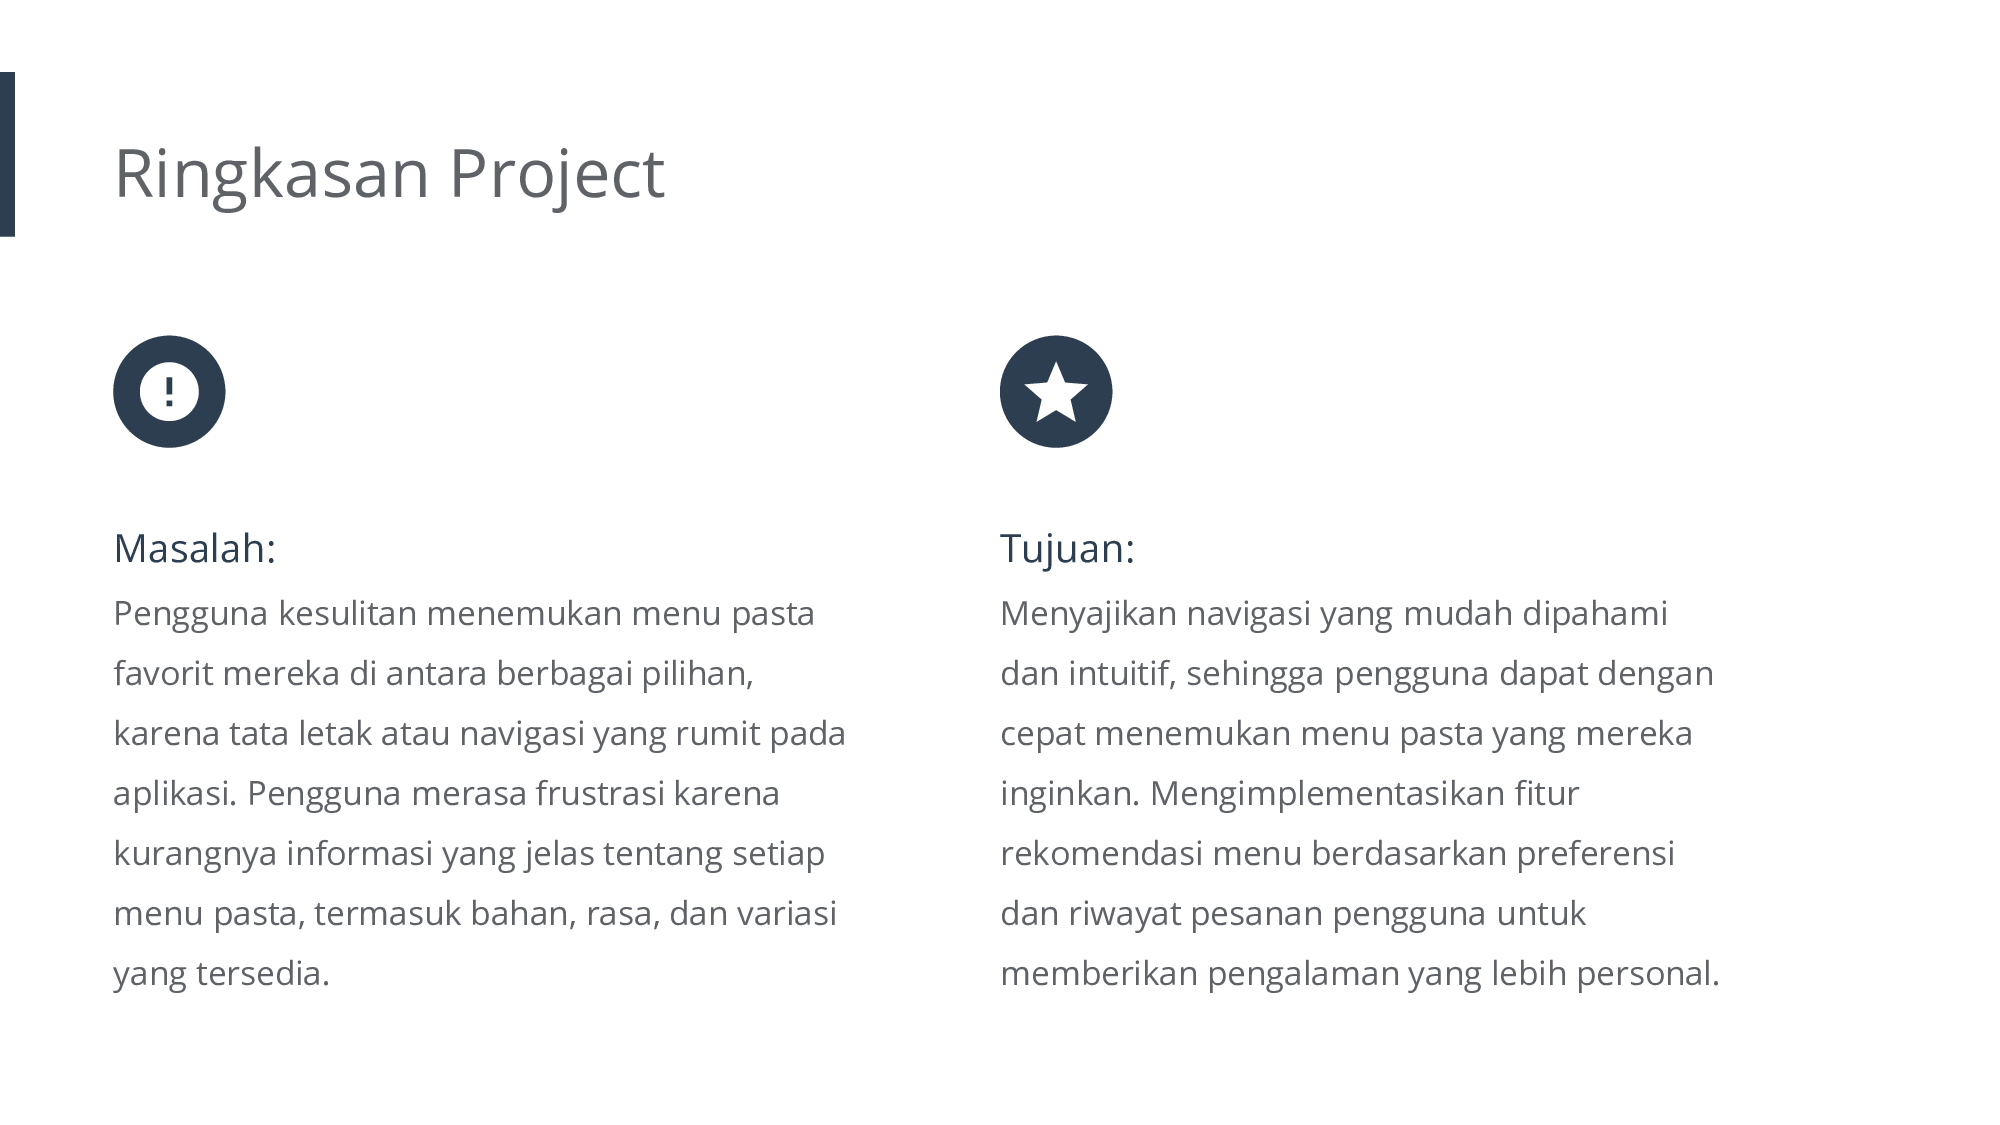 Ringkasan Project
Masalah:
Pengguna kesulitan menemukan menu pasta
favorit mereka di antara berbagai pilihan,
karena tata letak atau navigasi yang rumit pada
aplikasi. Pengguna merasa frustrasi karena
kurangnya informasi yang jelas tentang setiap
menu pasta, termasuk bahan, rasa, dan variasi
yang tersedia.
Tujuan:
Menyajikan navigasi yang mudah dipahami
dan intuitif, sehingga pengguna dapat dengan
cepat menemukan menu pasta yang mereka
inginkan. Mengimplementasikan fitur
rekomendasi menu berdasarkan preferensi
dan riwayat pesanan pengguna untuk
memberikan pengalaman yang lebih personal.